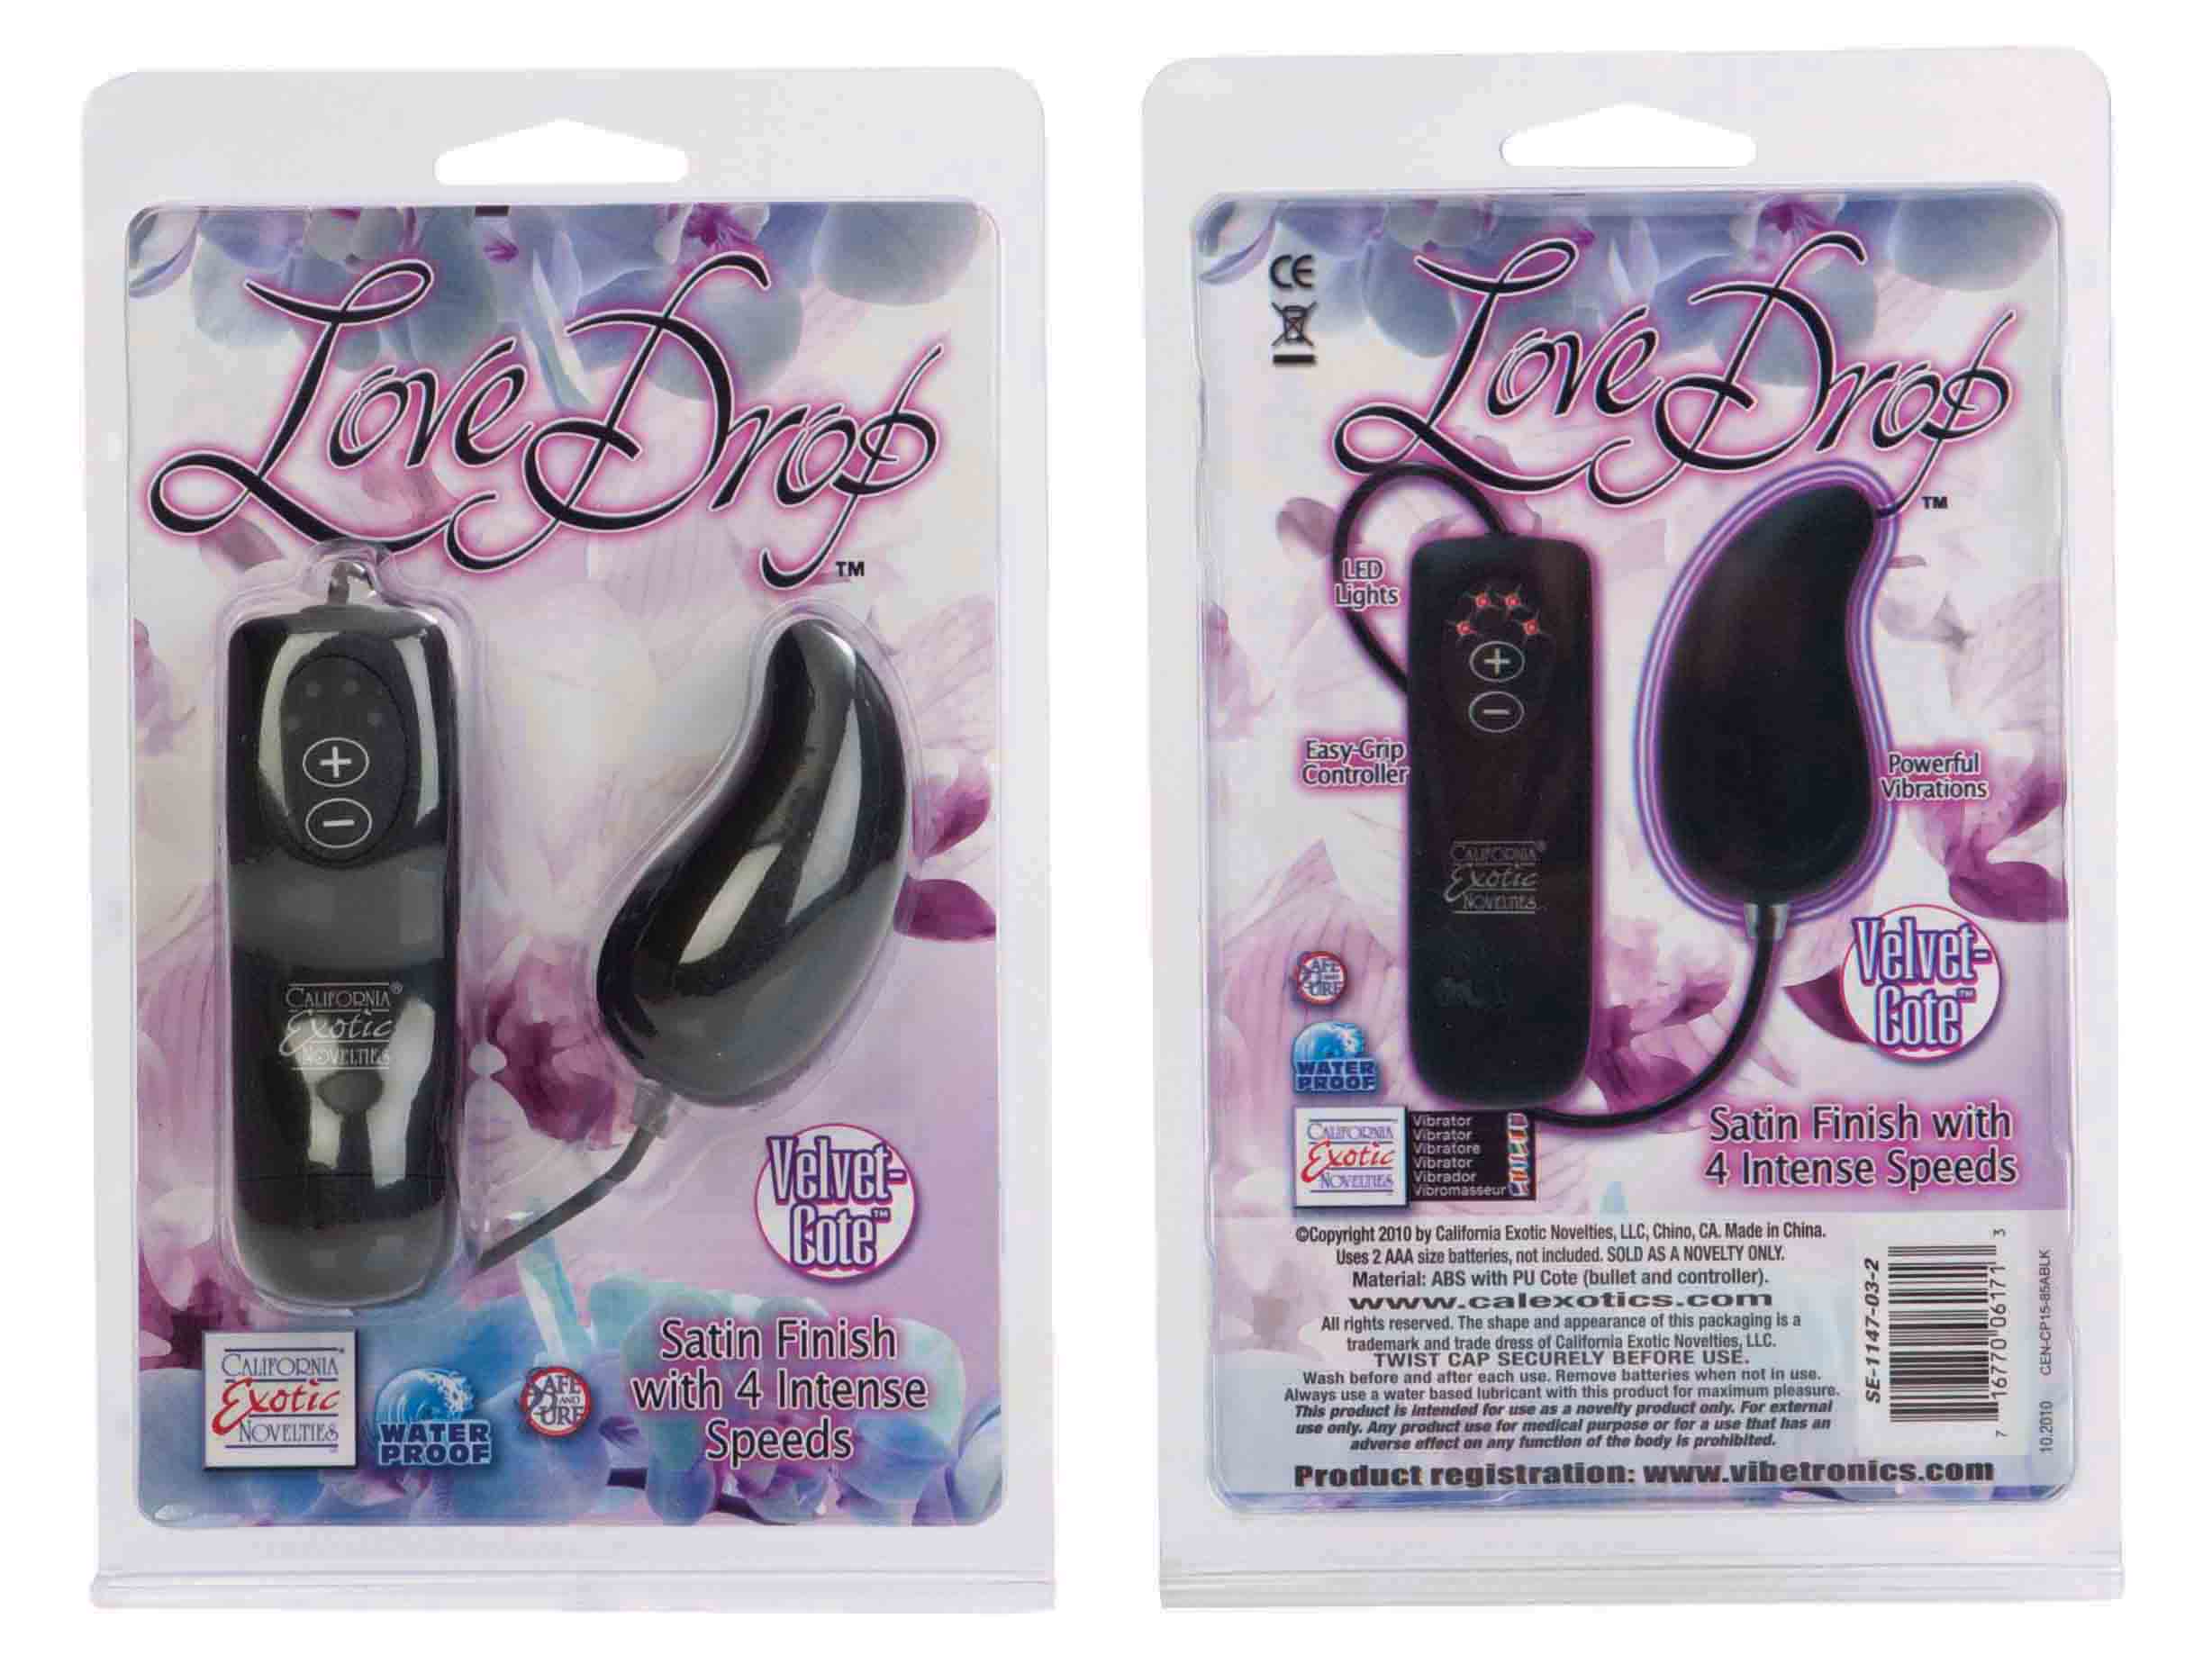 Love Drop
TM
+
−
CALIFORNIA®
Exotic
NOVELTIES
Velvet-
Cote™
Satin Finish
with 4 Intense
Speeds
CALIFORNIA
Exotic
NOVELTIES
WATER
PROOF
SAFE
AND
PURE
CE
Love Drop
TM
LED
Lights
+
−
Easy-Grip
Controller
Powerful
Vibrations
CALIFORNIA®
Exotic
NOVELTIES
Velvet-
Cote™
SAFE
AND
PURE
WATER
PROOF
CALIFORNIA
Exotic
NOVELTIES
Vibrator
Vibrator
Vibratore
Vibrator
Vibrador
Vibromasseur
Satin Finish with
4 Intense Speeds
©Copyright 2010 by California Exotic Novelties, LLC, Chino, CA. Made in China.
Uses 2 AAA size batteries, not included. SOLD AS A NOVELTY ONLY.
Material: ABS with PU Cote (bullet and controller).
www.calexotics.com
All rights reserved. The shape and appearance of this packaging is a
trademark and trade dress of California Exotic Novelties, LLC.
TWIST CAP SECURELY BEFORE USE.
Wash before and after each use. Remove batteries when not in use.
Always use a water based lubricant with this product for maximum pleasure.
This product is intended for use as a novelty product only. For external
use only. Any product use for medical purpose or for a use that has an
adverse effect on any function of the body is prohibited.
Product registration: www.vibetronics.com
SE-1147-03-2
7 16770 06171 3
10.2010 CEN-CP15-85ABLK